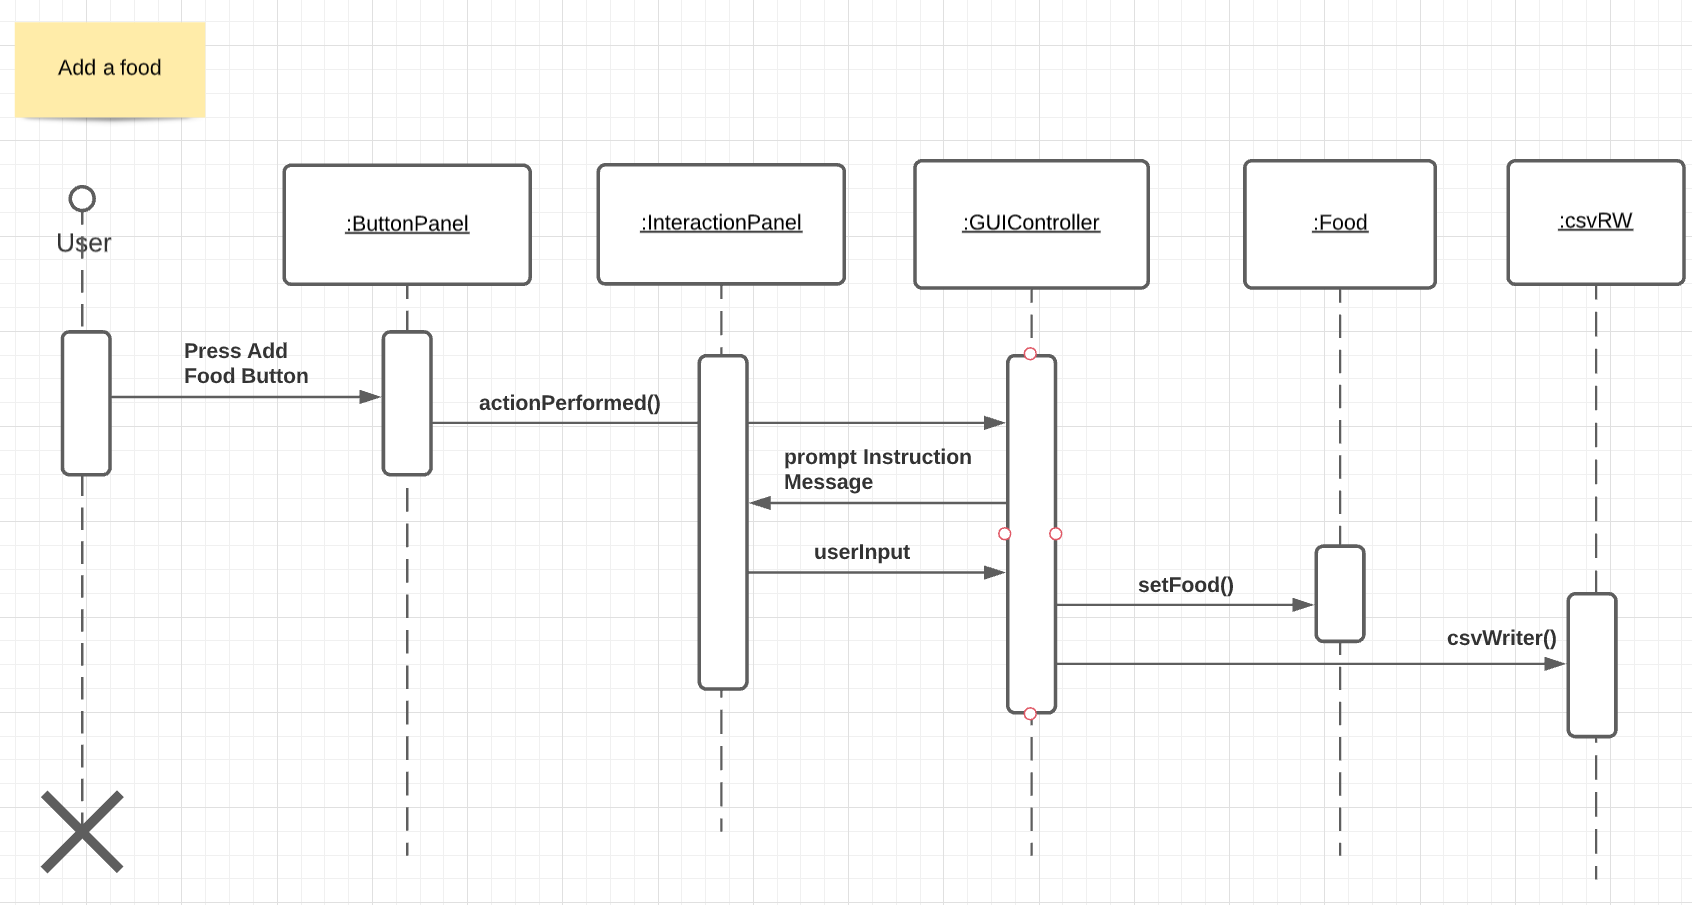 Add a food
User
:ButtonPanel
:InteractionPanel
:GUIController
:Food
:csvRW
Press Add
Food Button
actionPerformed()
prompt Instruction
Message
userInput
setFood()
csvWriter()